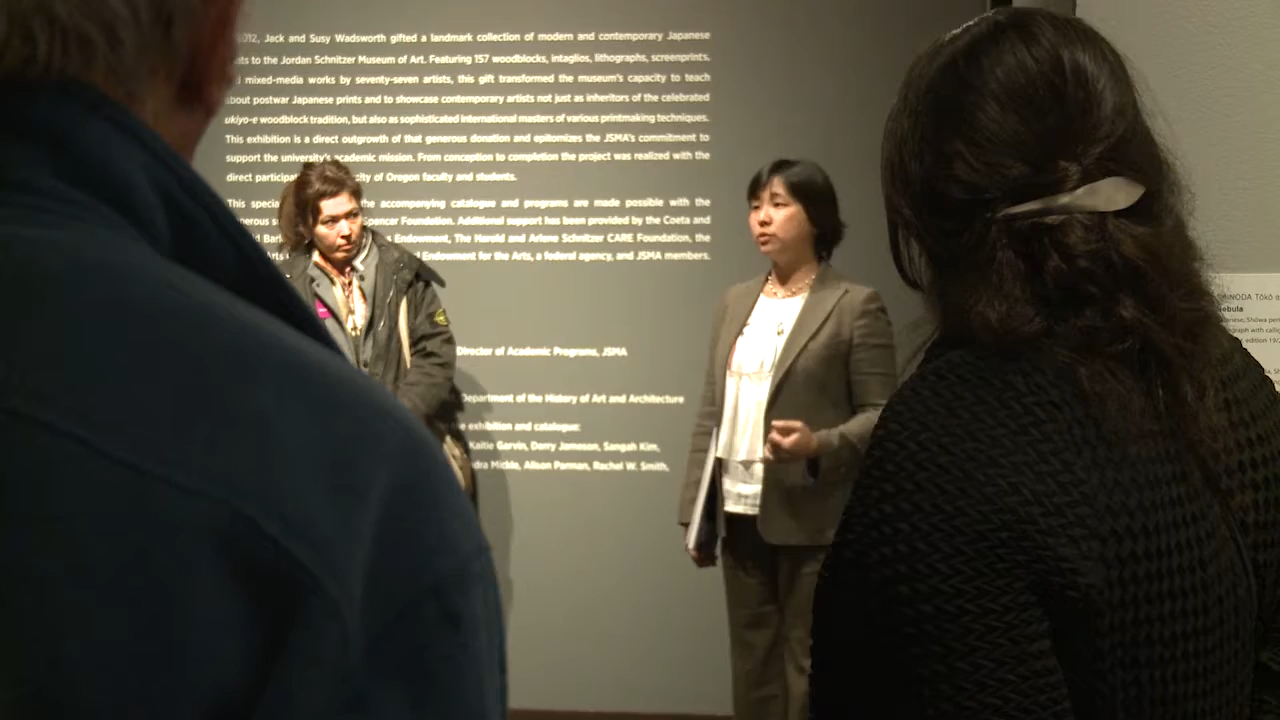 2012, Jack and Susy Wadsworth gifted a landmark collection of modern and contemporary Japanese
to the Jordan Schnitzer Museum of Art. Featuring 157 woodblocks, intaglios, lithographs, screenprints,
mixed-media works by seventy-seven artists, this gift transformed the museum's capacity to teach
about postwar Japanese prints and to showcase contemporary artists not just as inheritors of the celebrated
ukiyo-e woodblock tradition, but also as sophisticated international masters of various printmaking techniques.
This exhibition is a direct outgrowth of that generous donation and epitomizes the JSMA's commitment to
support the university's academic mission. From conception to completion the project was realized with the
direct of Oregon faculty and students.
This the accompanying catalogue and programs are made possible with the
Spencer Foundation. Additional support has been provided by the Coeta and
Endowment, The Harold and Arlene Schnitzer CARE Foundation, the
Arts Endowment for the Arts, a federal agency, and JSMA members.
Director of Academic Programs, JSMA
Department of the History of Art and Architecture
exhibition and catalogue:
Kaitie Garvin, Derry Jameson, Sangah Kim,
Mickle, Alison Parman, Rachel W. Smith.
SHINODA Tōkō
Nebula